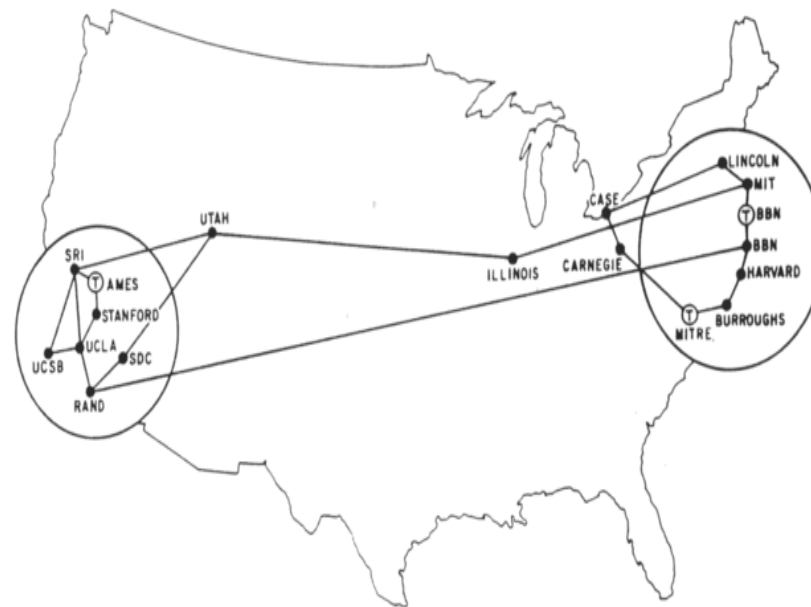 LINCOLN
MIT
CASE
T BBN
UTAH
BBN
SRI
CARNEGIE
ILLINOIS
T AMES
HARVARD
STANFORD
T
BURROUGHS
MITRE
UCLA
SDC
UCSB
RAND